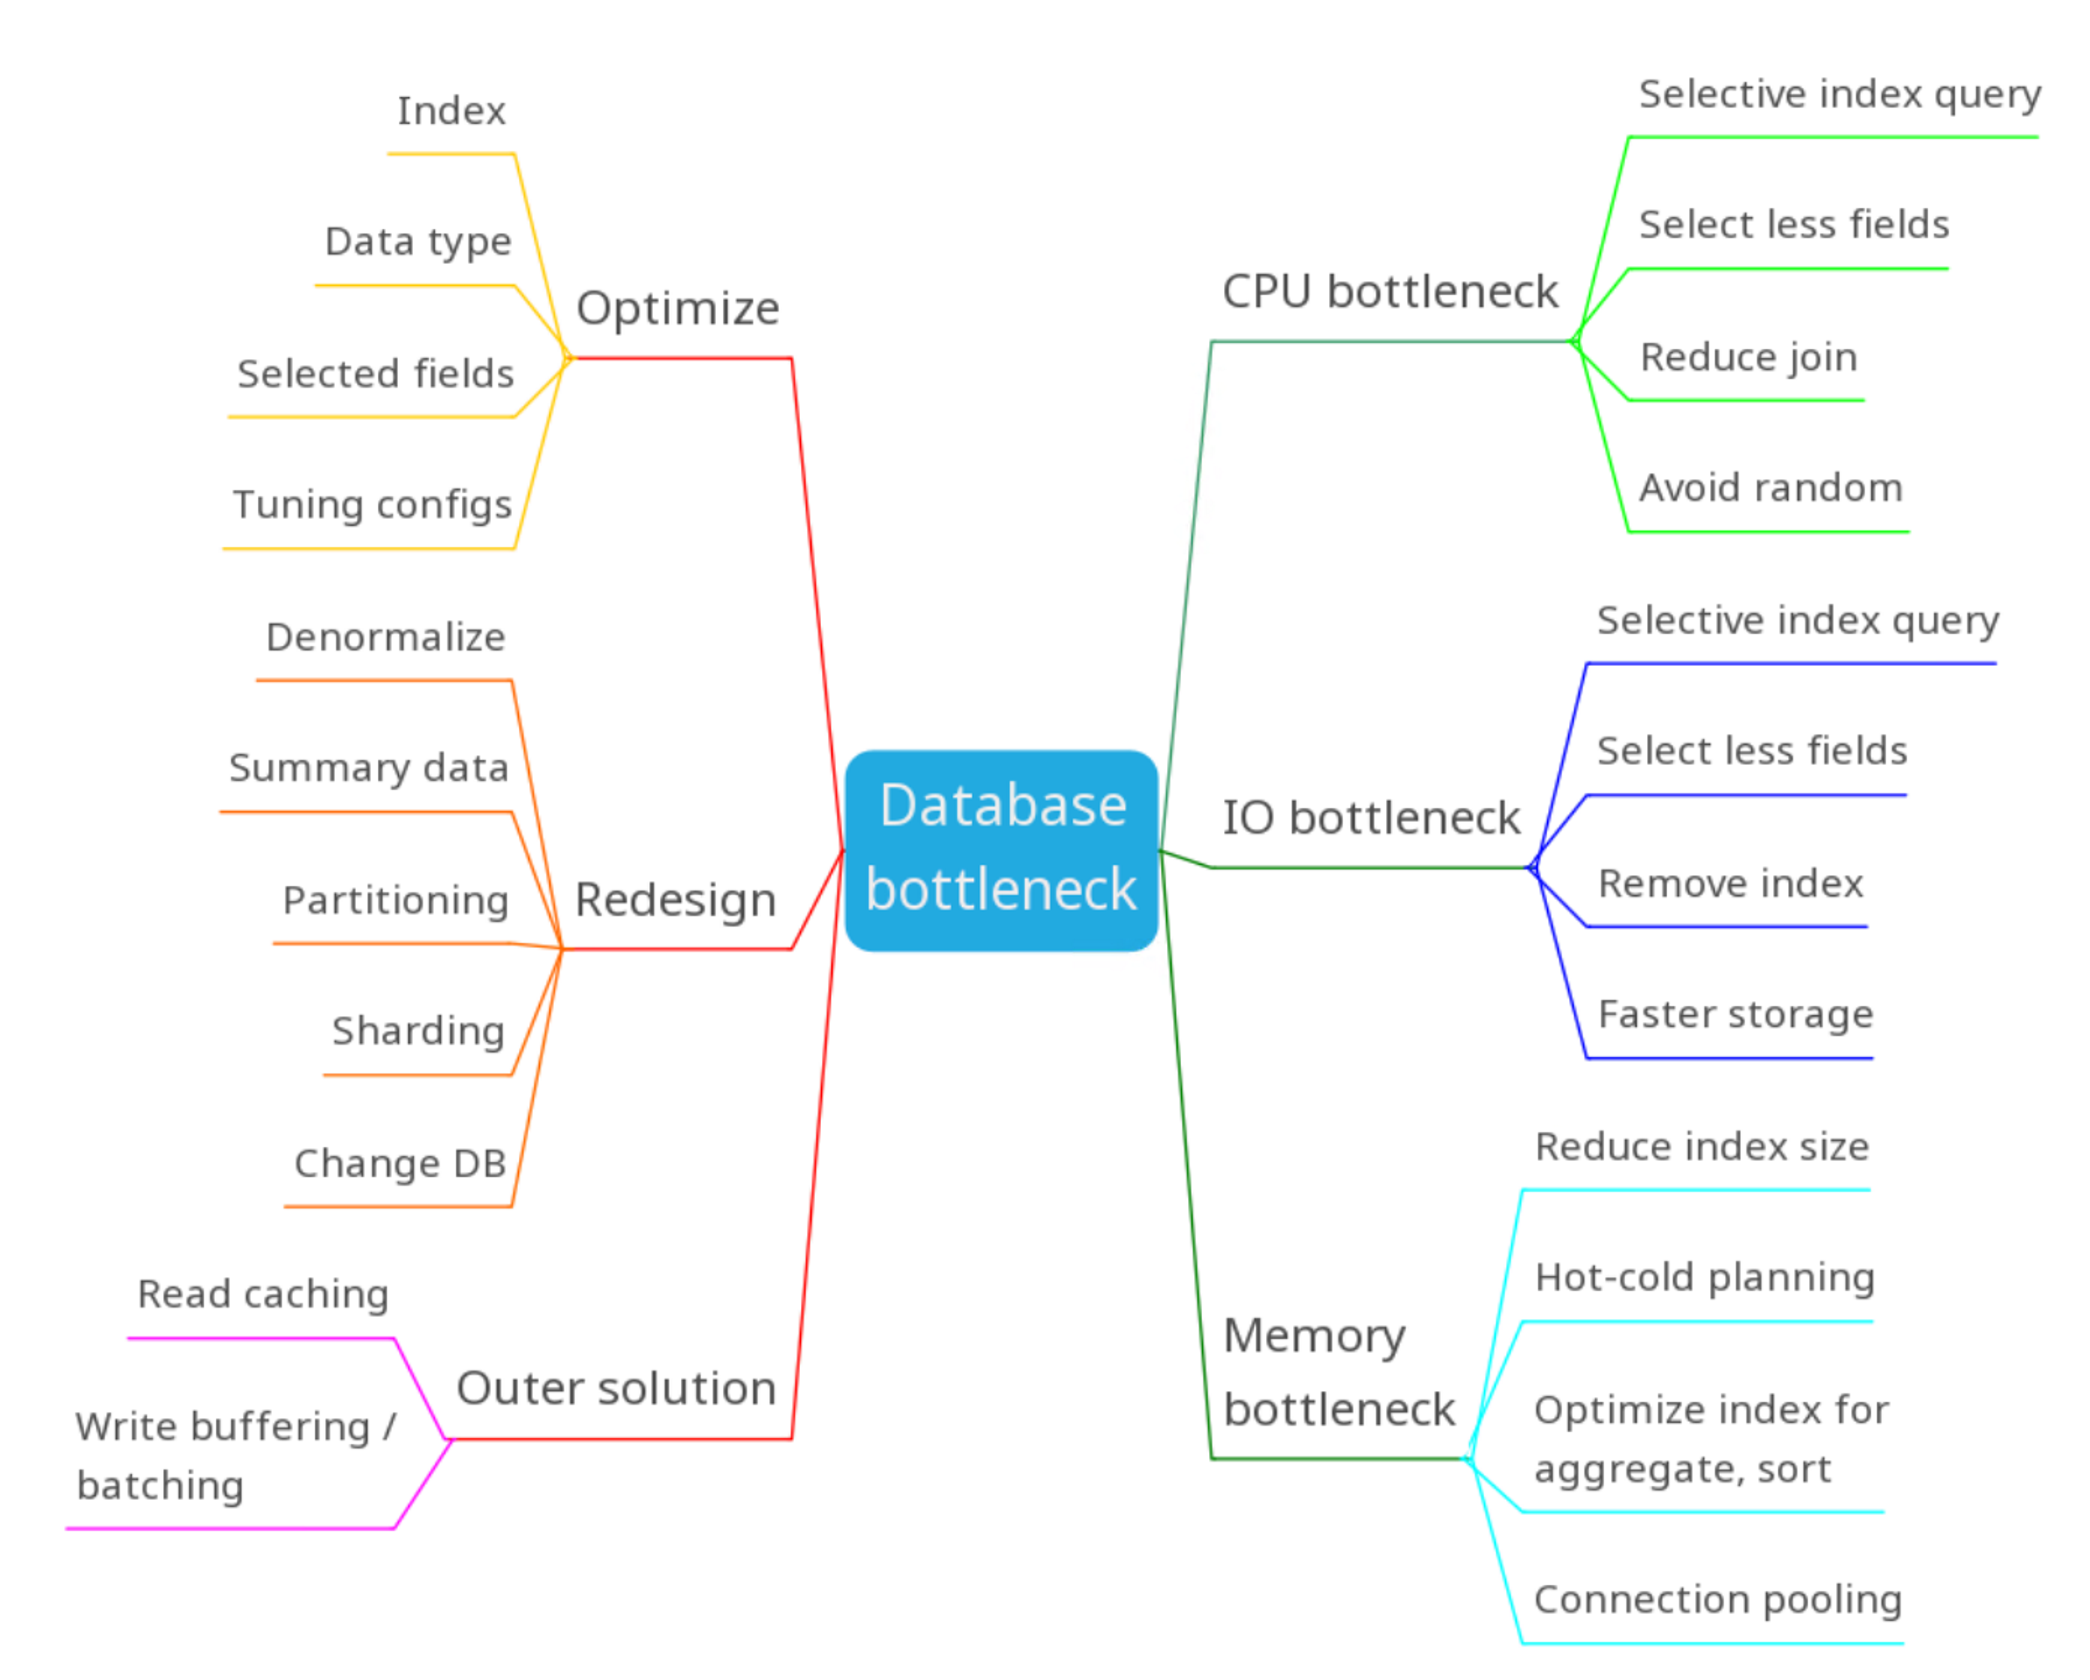 Database
bottleneck
Optimize
Index
Data type
Selected fields
Tuning configs
Redesign
Denormalize
Summary data
Partitioning
Sharding
Change DB
Outer solution
Read caching
Write buffering /
batching
CPU bottleneck
Selective index query
Select less fields
Reduce join
Avoid random
IO bottleneck
Selective index query
Select less fields
Remove index
Faster storage
Memory
bottleneck
Reduce index size
Hot-cold planning
Optimize index for
aggregate, sort
Connection pooling